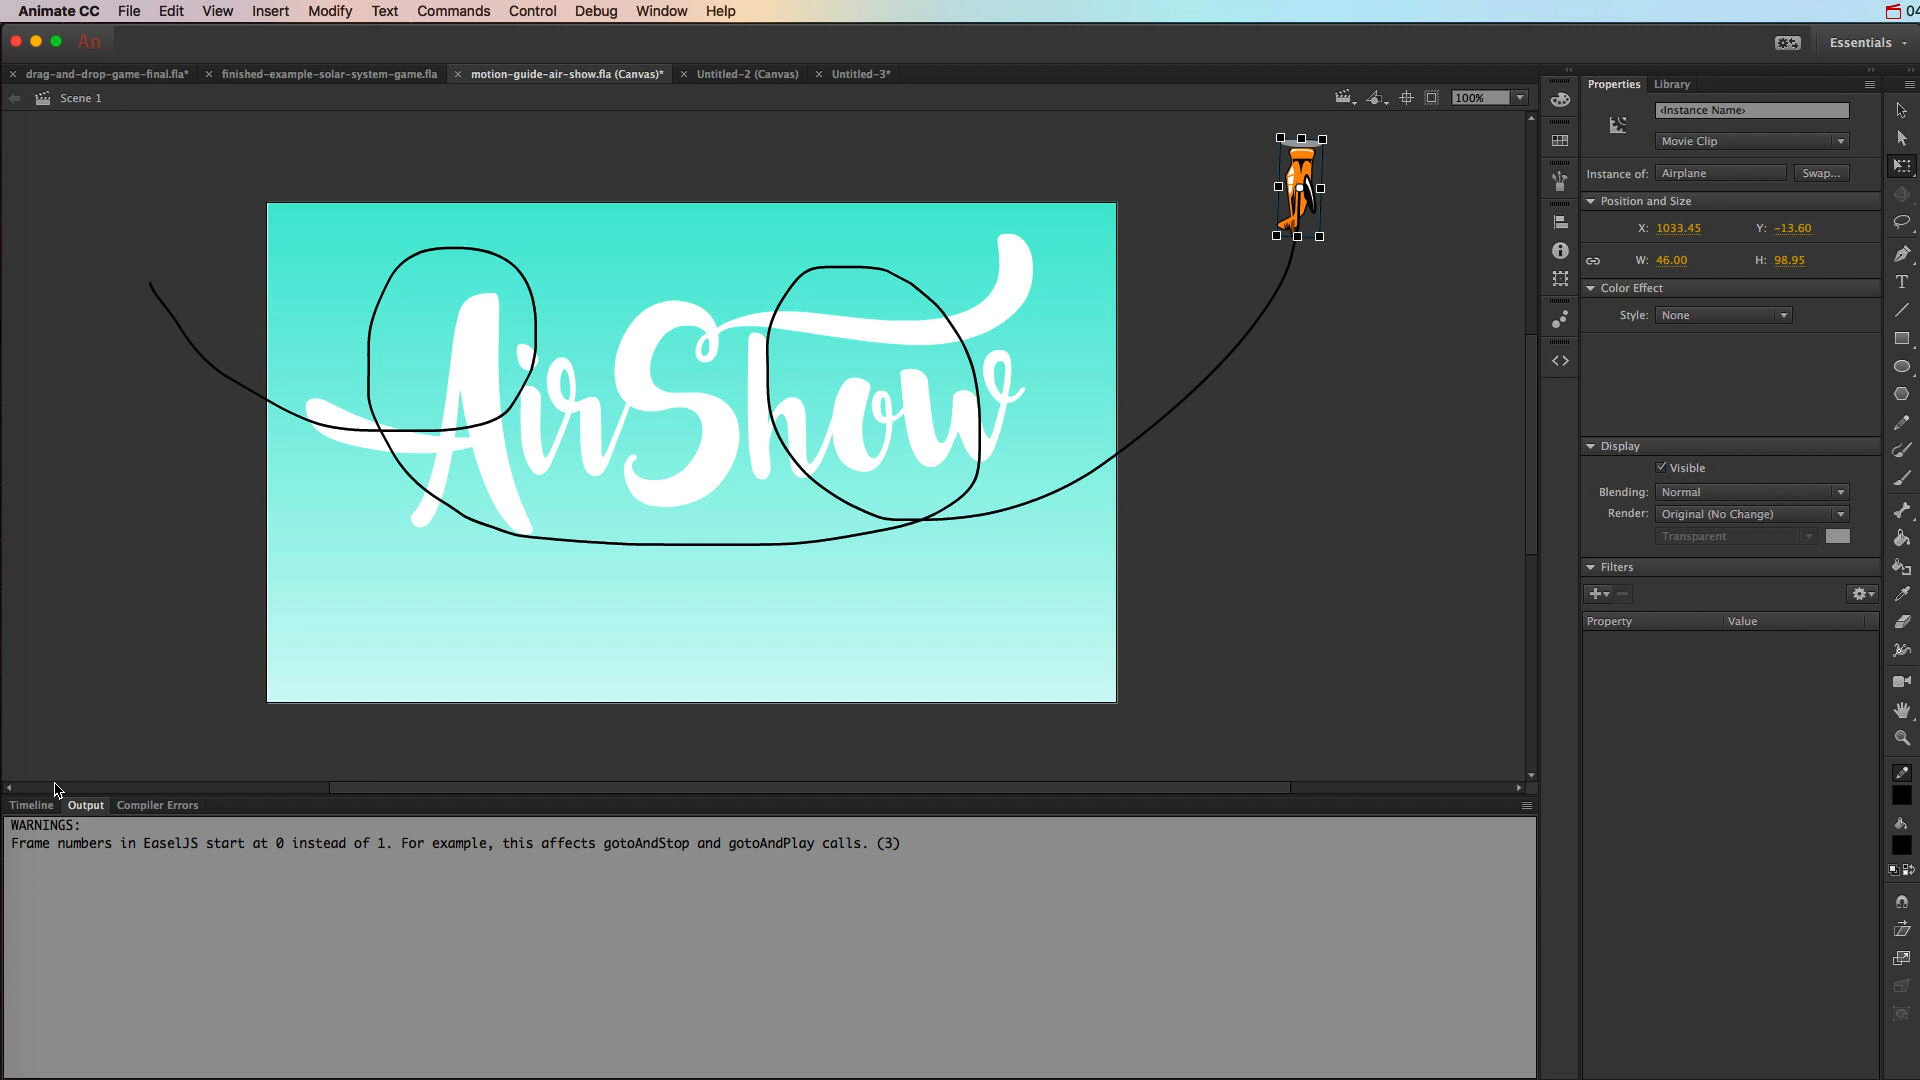 Animate CC File Edit View Insert Modify Text Commands Control Debug Window Help
04
An
Essentials
drag-and-drop-game-final.fla*
finished-example-solar-system-game.fla
motion-guide-air-show.fla (Canvas)*
Untitled-2 (Canvas)
Untitled-3*
Scene 1
100%
AirShow
Properties
Library
<Instance Name>
Movie Clip
Instance of: Airplane Swap...
Position and Size
X: 1033.45 Y: -13.60
W: 46.00 H: 98.95
Color Effect
Style: None
Display
Visible
Blending: Normal
Render: Original (No Change)
Transparent
Filters
Property Value
T
Timeline Output Compiler Errors
WARNINGS:
Frame numbers in EaselJS start at 0 instead of 1. For example, this affects gotoAndStop and gotoAndPlay calls. (3)